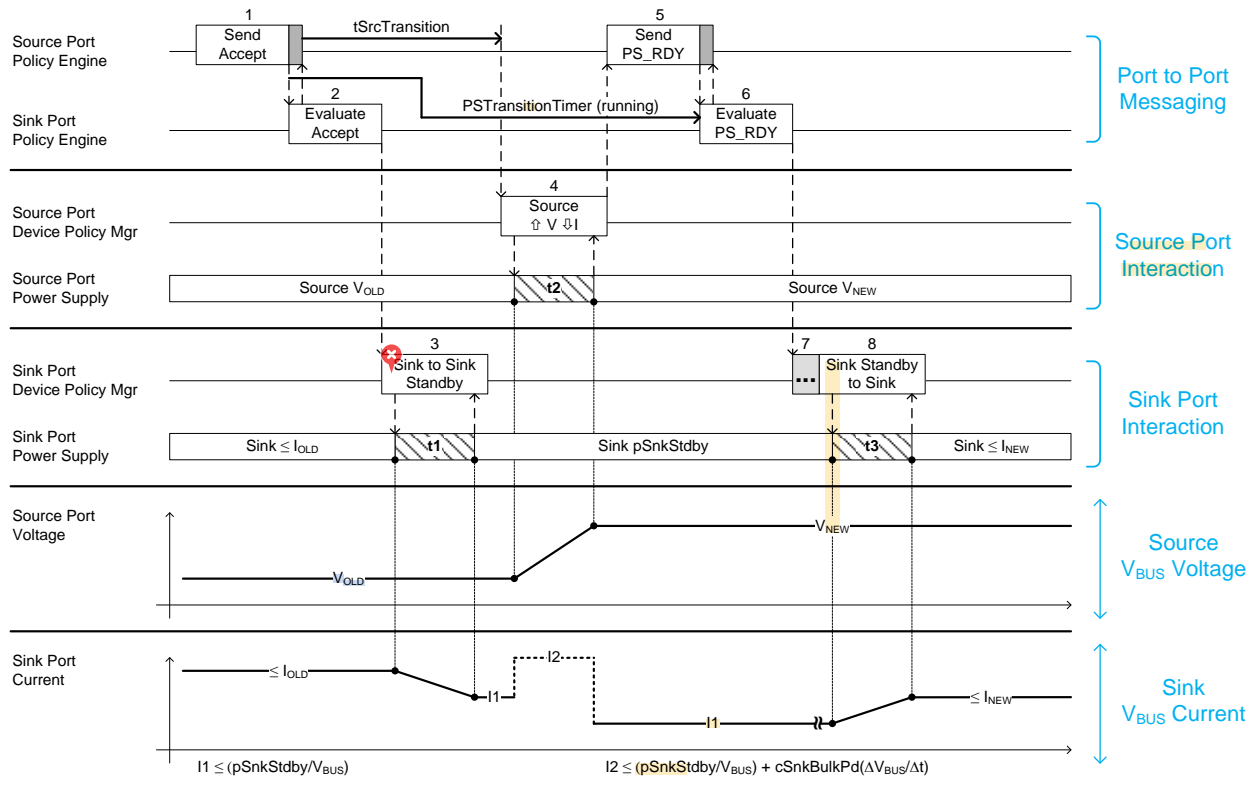 1
Source Port
Policy Engine
Send
Accept
tSrcTransition
5
Send
PS_RDY
Port to Port
Messaging
2
Sink Port
Policy Engine
Evaluate
Accept
PSTransitionTimer (running)
6
Evaluate
PS_RDY
4
Source Port
Device Policy Mgr
Source
⇧ V ⇩I
Source Port
Interaction
Source Port
Power Supply
Source VOLD
t2
Source VNEW
3
7
8
Sink Port
Device Policy Mgr
Sink to Sink
Standby
...
Sink Standby
to Sink
Sink Port
Interaction
Sink Port
Power Supply
Sink ≤ IOLD
t1
Sink pSnkStdby
t3
Sink ≤ INEW
Source Port
Voltage
VOLD
VNEW
Source
VBUS Voltage
Sink Port
Current
≤ IOLD
I1
I2
I1
≤ INEW
Sink
VBUS Current
I1 ≤ (pSnkStdby/VBUS)
I2 ≤ (pSnkStdby/VBUS) + cSnkBulkPd(ΔVBUS/Δt)